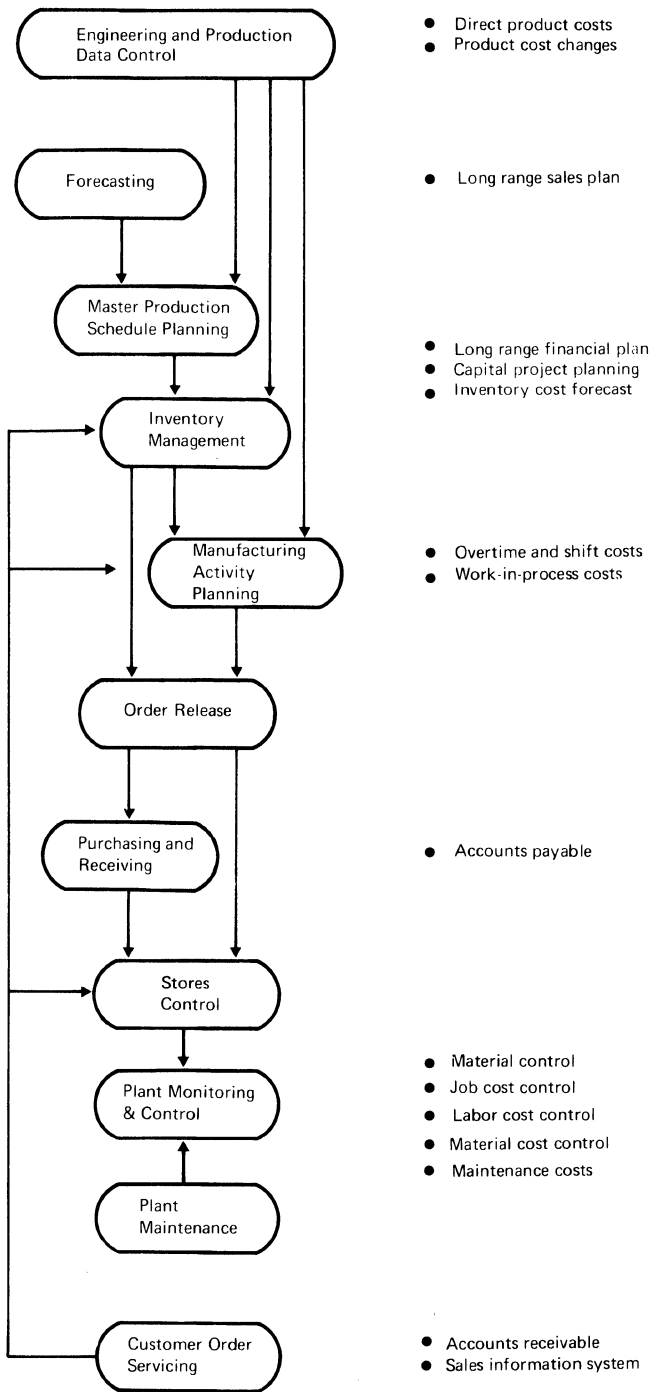 Engineering and Production
Data Control
● Direct product costs
● Product cost changes
Forecasting
● Long range sales plan
Master Production
Schedule Planning
● Long range financial plan
● Capital project planning
● Inventory cost forecast
Inventory
Management
Manufacturing
Activity
Planning
● Overtime and shift costs
● Work-in-process costs
Order Release
Purchasing and
Receiving
● Accounts payable
Stores
Control
Plant Monitoring
& Control
● Material control
● Job cost control
● Labor cost control
● Material cost control
● Maintenance costs
Plant
Maintenance
Customer Order
Servicing
● Accounts receivable
● Sales information system